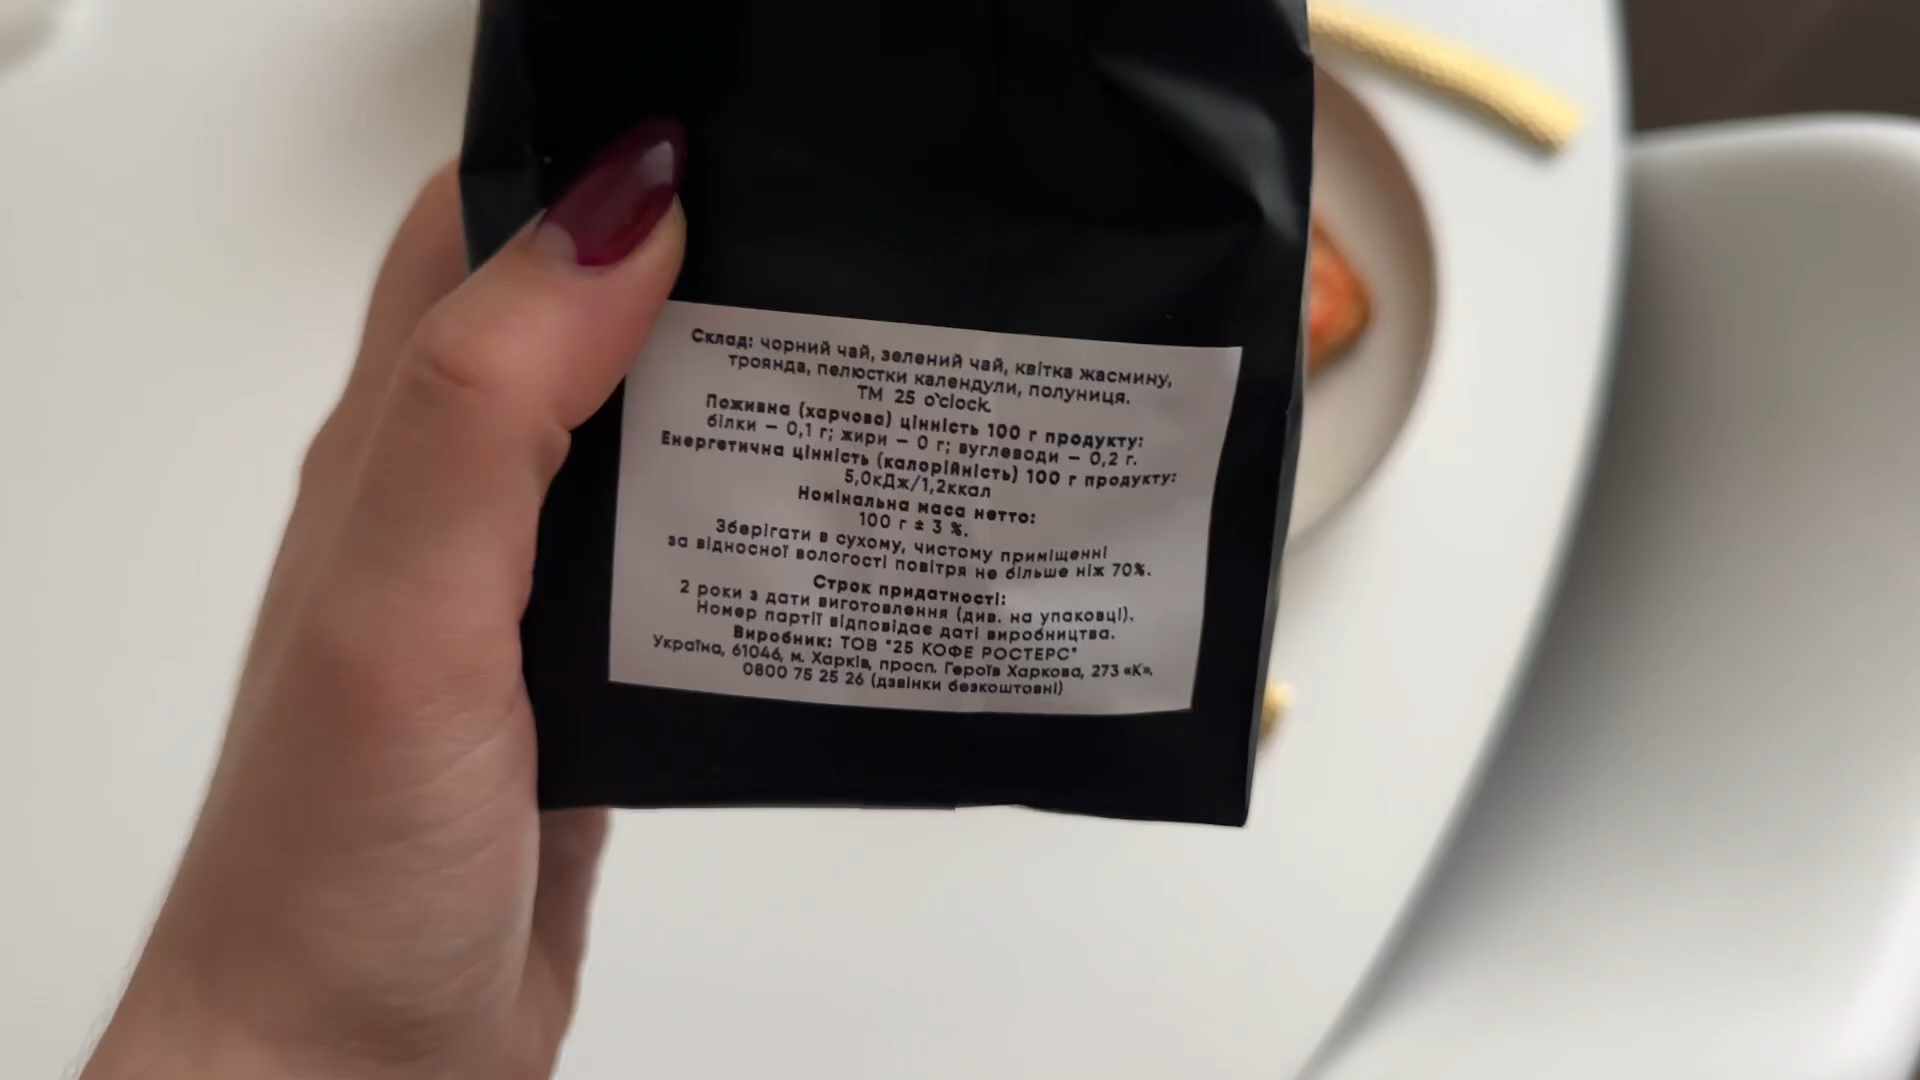 Склад: чорний чай, зелений чай, квітка жасмину,
троянда, пелюстки календули, полуниця.
ТМ 25 o`clock.
Поживна (харчова) цінність 100 г продукту:
білки – 0,1 г; жири – 0 г; вуглеводи – 0,2 г.
Енергетична цінність (калорійність) 100 г продукту:
5,0кДж/1,2ккал
Номінальна маса нетто:
100 г ± 3 %.
Зберігати в сухому, чистому приміщенні
за відносної вологості повітря не більше ніж 70%.
Строк придатності:
2 роки з дати виготовлення (див. на упаковці).
Номер партії відповідає даті виробництва.
Виробник: ТОВ "25 КОФЕ РОСТЕРС"
Україна, 61046, м. Харків, просп. Героїв Харкова, 273 «К».
0800 75 25 26 (дзвінки безкоштовні)